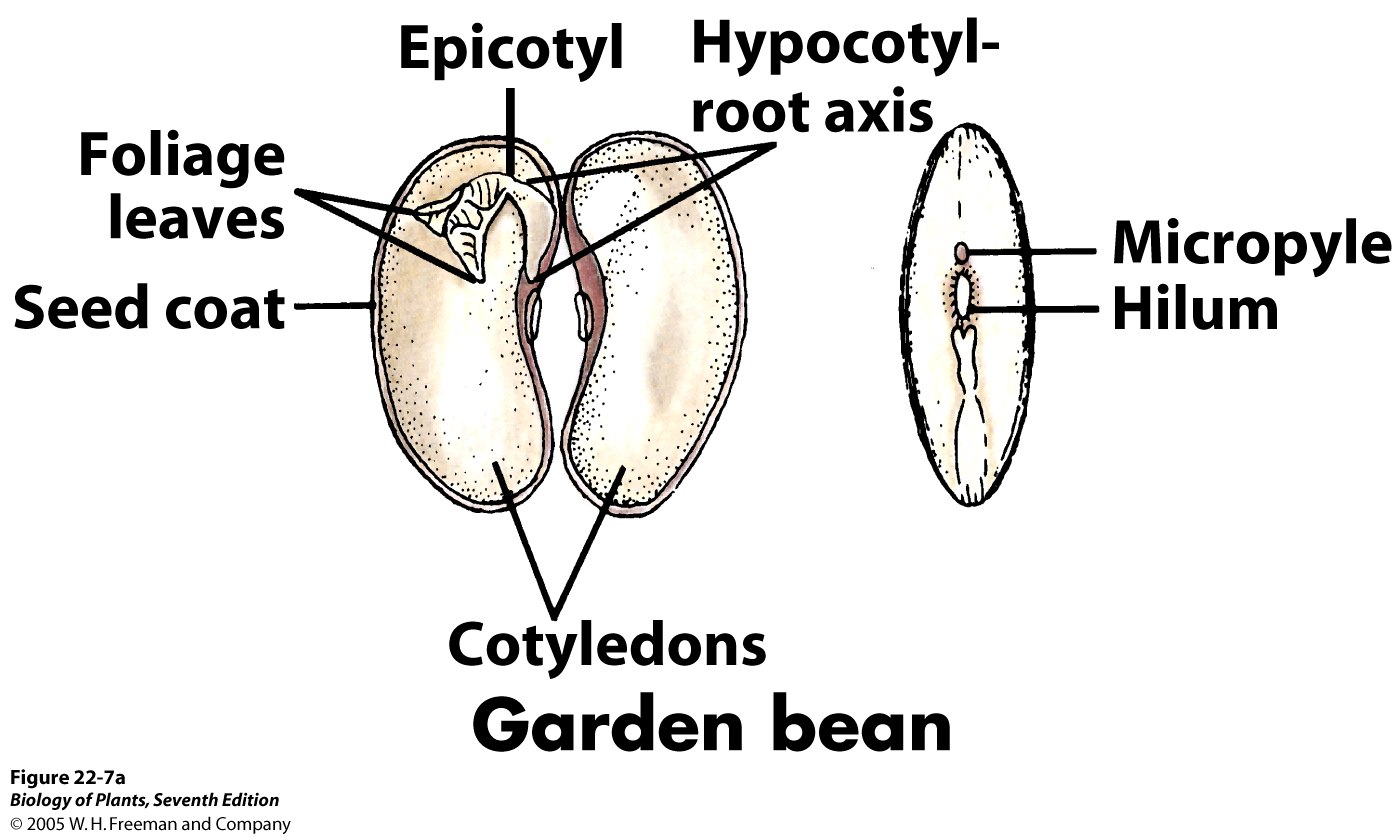 Epicotyl
Hypocotyl-
root axis
Foliage
leaves
Seed coat
Micropyle
Hilum
Cotyledons
Garden bean
Figure 22-7a
Biology of Plants, Seventh Edition
© 2005 W. H. Freeman and Company